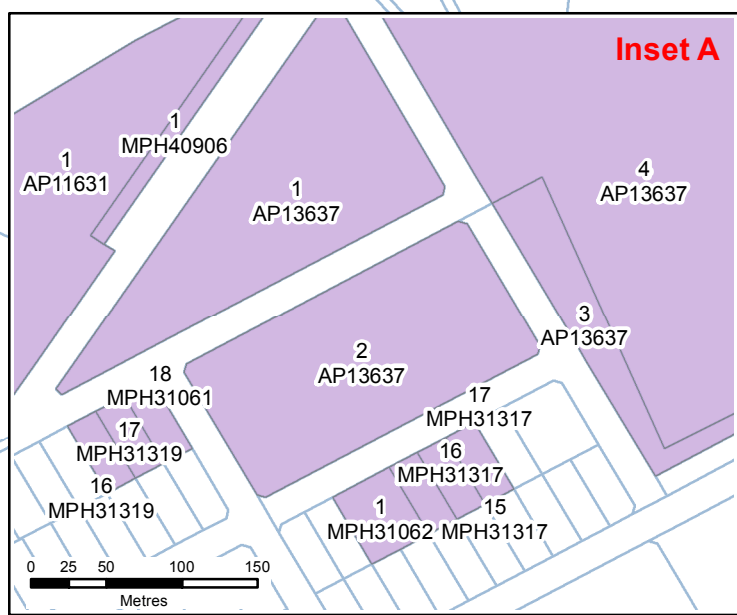 Inset A
1
MPH40906
1
AP11631
1
AP13637
4
AP13637
3
AP13637
2
AP13637
18
MPH31061
17
MPH31319
16
MPH31319
17
MPH31317
16
MPH31317
15
MPH31317
1
MPH31062
0 25 50 100 150
Metres